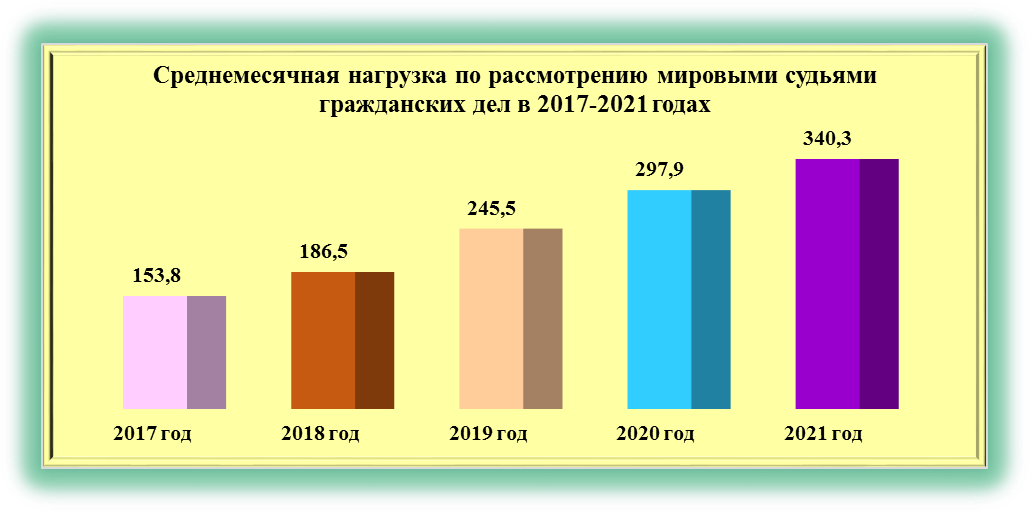 Среднемесячная нагрузка по рассмотрению мировыми судьями
гражданских дел в 2017-2021 годах
340,3
297,9
245,5
186,5
153,8
2017 год
2018 год
2019 год
2020 год
2021 год